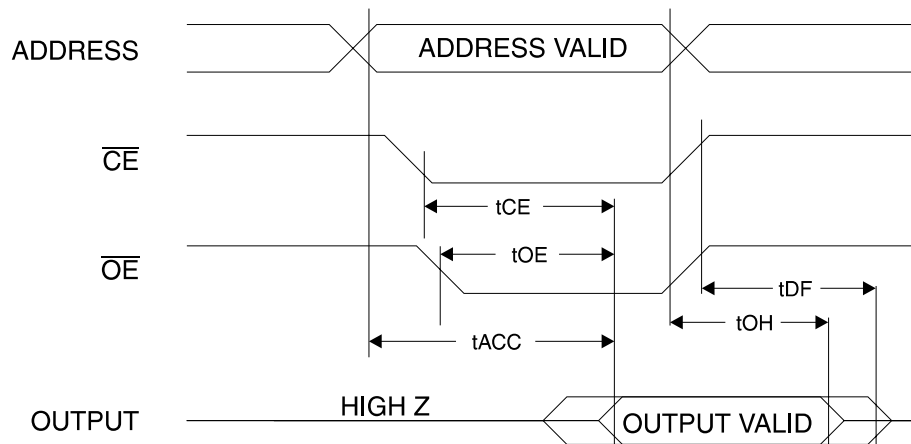 ADDRESS
ADDRESS VALID
CE
tCE
OE
tOE
tDF
tOH
tACC
OUTPUT
HIGH Z
OUTPUT VALID